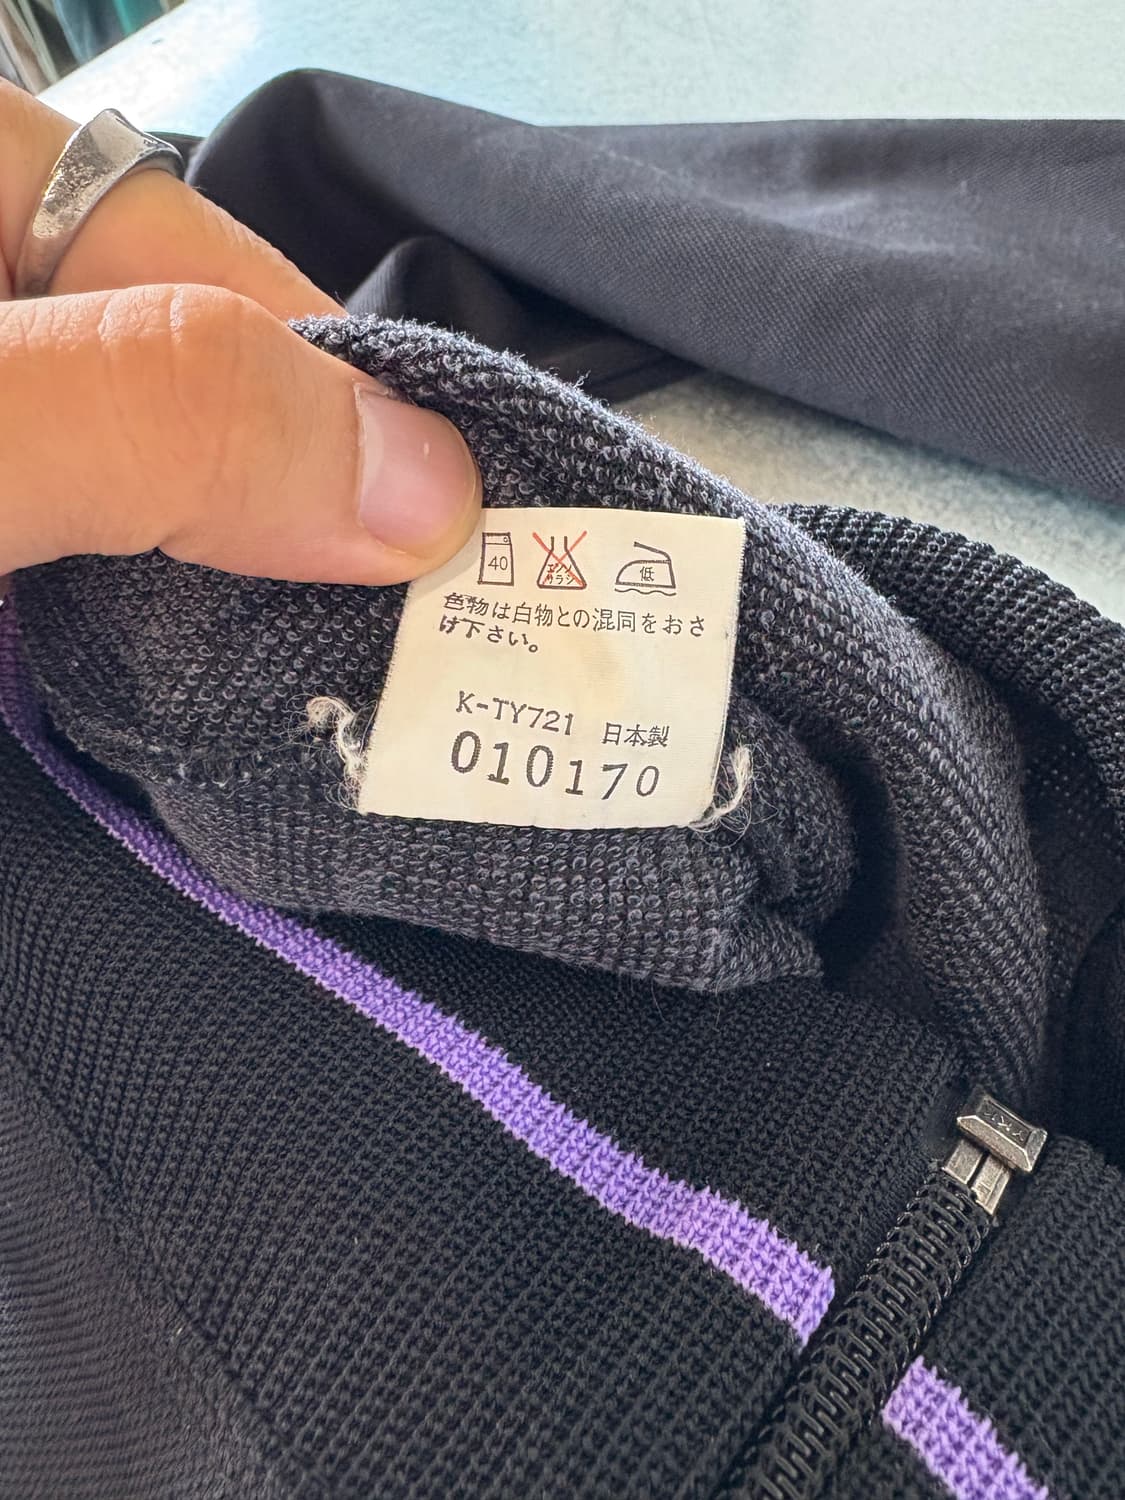 40
エンソ
サラシ
低
色物は白物との混同をおさ
け下さい。
K-TY721 日本製
010170
YKK